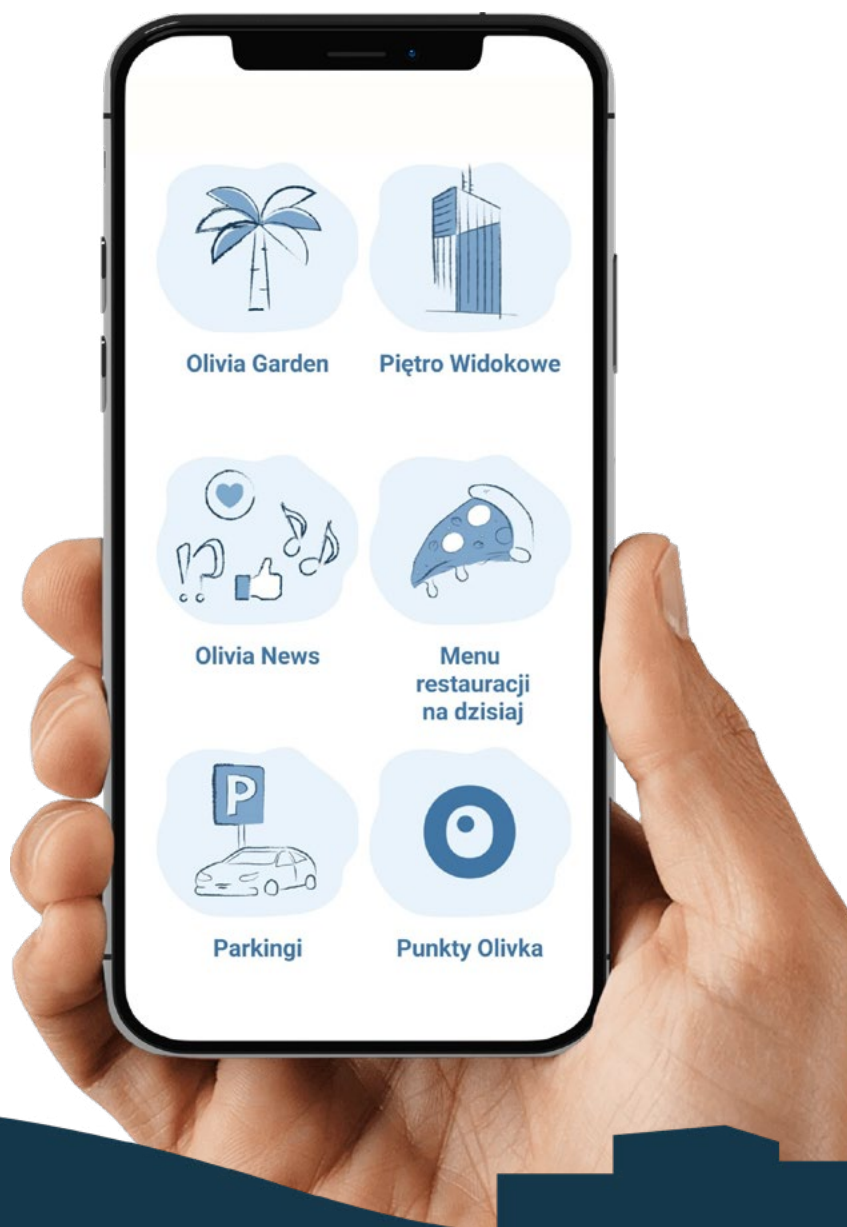 Olivia Garden
Piętro Widokowe
Olivia News
Menu
restauracji
na dzisiaj
P
Parkingi
Punkty Olivka